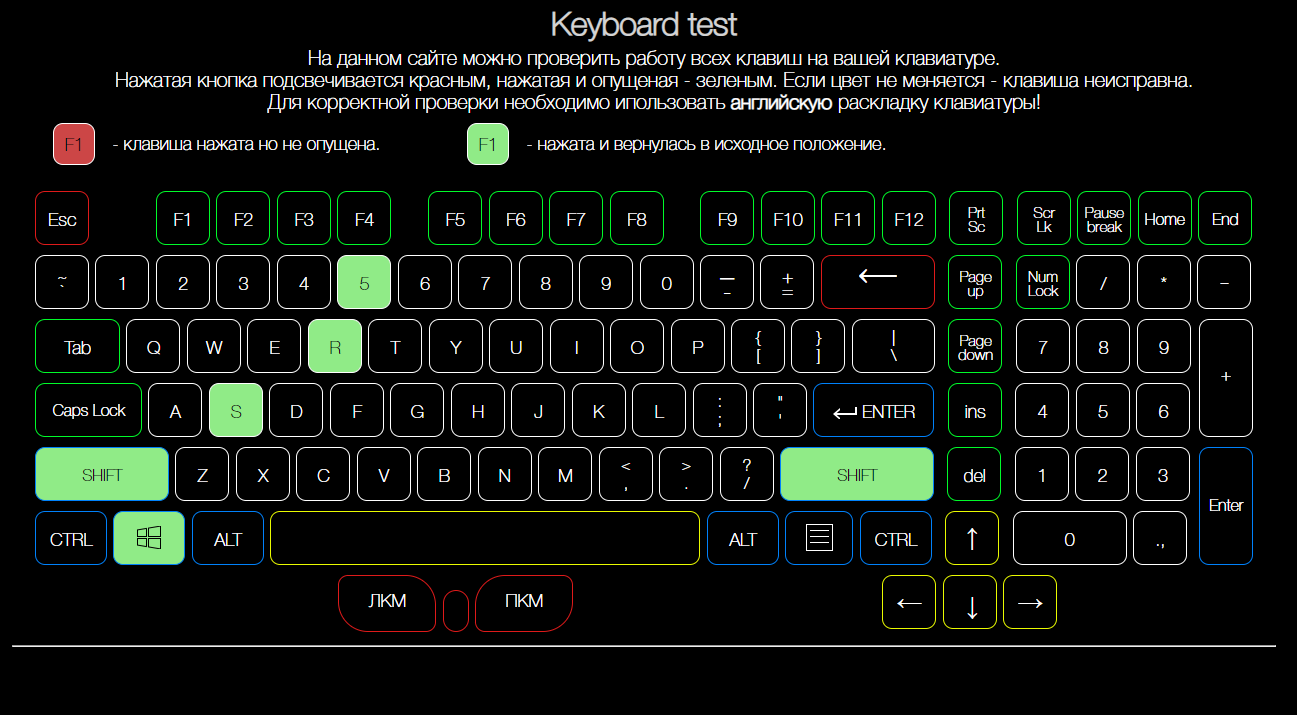 Keyboard test
На данном сайте можно проверить работу всех клавиш на вашей клавиатуре.
Нажатая кнопка подсвечивается красным, нажатая и опущеная - зеленым. Если цвет не меняется - клавиша неисправна.
Для корректной проверки необходимо ипользовать английскую раскладку клавиатуры!
F1 - клавиша нажата но не опущена. F1 - нажата и вернулась в исходное положение.
Esc F1 F2 F3 F4 F5 F6 F7 F8 F9 F10 F11 F12 Prt Sc Scr Lk Pause break Home End
~ ` 1 2 3 4 5 6 7 8 9 0 — - + = ← Page up Num Lock / * -
Tab Q W E R T Y U I O P { [ } ] | \ Page down 7 8 9 +
Caps Lock A S D F G H J K L : ; " ' ↵ ENTER ins 4 5 6
SHIFT Z X C V B N M < , > . ? / SHIFT del 1 2 3 Enter
CTRL ALT ALT CTRL ↑ 0 .,
ЛКМ ПКМ ← ↓ →